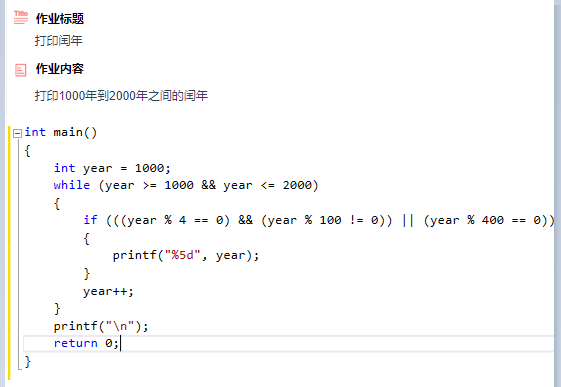 Title
作业标题
打印闰年
作业内容
打印1000年到2000年之间的闰年
int main()
{
    int year = 1000;
    while (year >= 1000 && year <= 2000)
    {
        if (((year % 4 == 0) && (year % 100 != 0)) || (year % 400 == 0))
        {
            printf("%5d", year);
        }
        year++;
    }
    printf("\n");
    return 0;
}